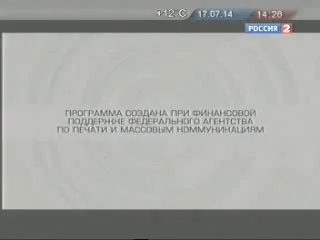 +12°C 17.07.14 14:26
РОССИЯ 2
ПРОГРАММА СОЗДАНА ПРИ ФИНАНСОВОЙ
ПОДДЕРЖКЕ ФЕДЕРАЛЬНОГО АГЕНТСТВА
ПО ПЕЧАТИ И МАССОВЫМ КОММУНИКАЦИЯМ